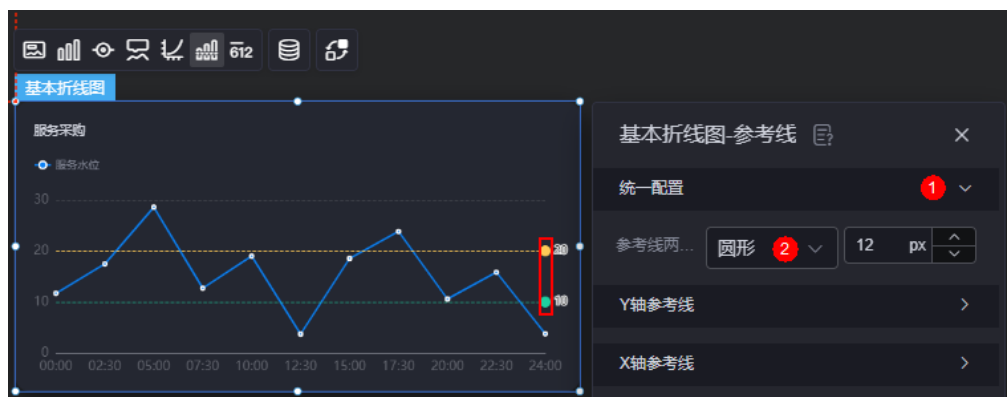 612
基本折线图
服务采购
服务水位
30
20
20
10
10
0
00:00 02:30 05:00 07:30 10:00 12:30 15:00 17:30 20:00 22:30 24:00
基本折线图-参考线
统一配置 1
参考线两... 圆形 2 12 px
Y轴参考线
X轴参考线